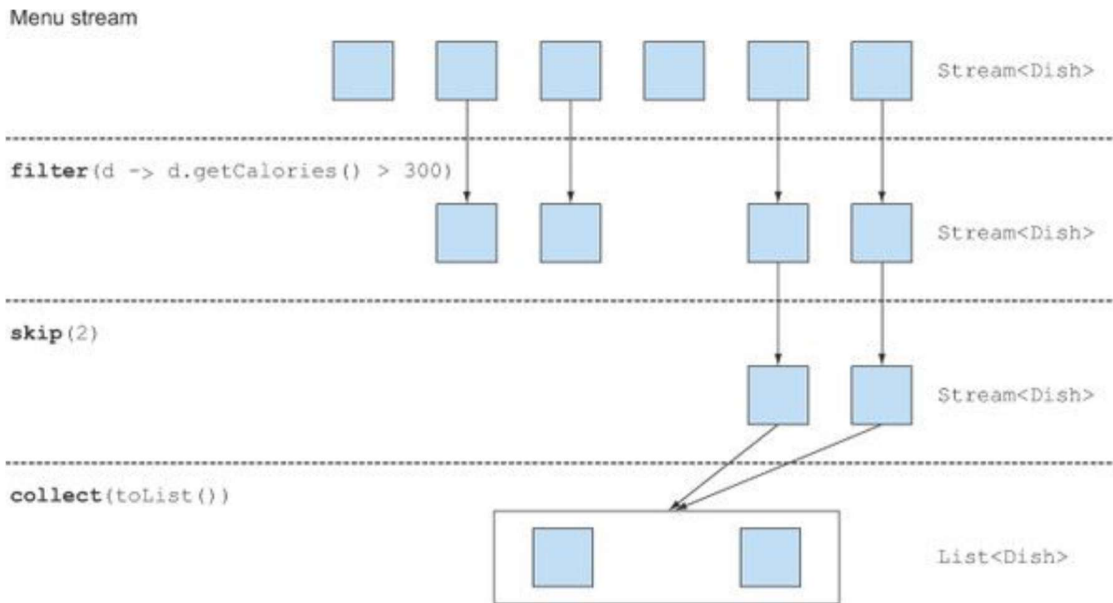 Menu stream
Stream<Dish>
filter(d -> d.getCalories() > 300)
Stream<Dish>
skip(2)
Stream<Dish>
collect(toList())
List<Dish>